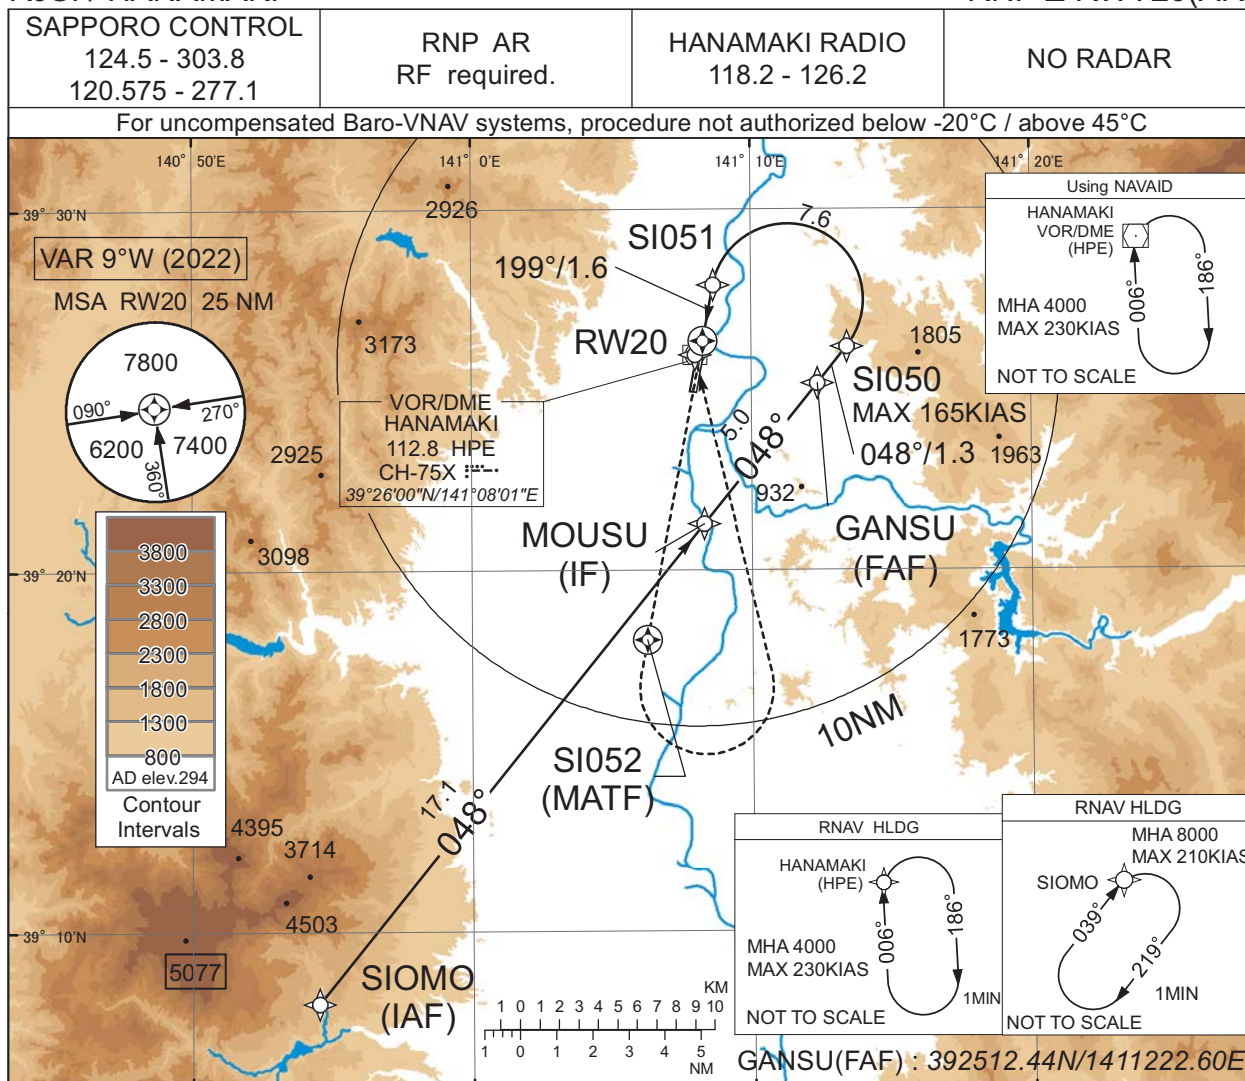 SAPPORO CONTROL
124.5 - 303.8
120.575 - 277.1
RNP AR
RF required.
HANAMAKI RADIO
118.2 - 126.2
NO RADAR
For uncompensated Baro-VNAV systems, procedure not authorized below -20°C / above 45°C
140° 50'E
141° 0'E
141° 10'E
141° 20'E
39° 30'N
39° 20'N
39° 10'N
VAR 9°W (2022)
MSA RW20 25 NM
7800
090°
270°
6200
7400
360°
3800
3300
2800
2300
1800
1300
800
AD elev.294
Contour
Intervals
2926
3173
2925
3098
4395
3714
4503
5077
1805
1963
932
1773
SI051
7.6
199°/1.6
RW20
VOR/DME
HANAMAKI
112.8 HPE
CH-75X
39°26'00"N/141°08'01"E
SI050
MAX 165KIAS
048°/1.3
5.0
048°
MOUSU
(IF)
GANSU
(FAF)
SI052
(MATF)
10NM
17.1
048°
SIOMO
(IAF)
Using NAVAID
HANAMAKI
VOR/DME
(HPE)
006°
186°
MHA 4000
MAX 230KIAS
NOT TO SCALE
RNAV HLDG
HANAMAKI
(HPE)
006°
186°
MHA 4000
MAX 230KIAS
1MIN
NOT TO SCALE
RNAV HLDG
MHA 8000
MAX 210KIAS
SIOMO
039°
219°
1MIN
NOT TO SCALE
KM
1 0 1 2 3 4 5 6 7 8 9 10
1 0 1 2 3 4 5
NM
GANSU(FAF) : 392512.44N/1411222.60E